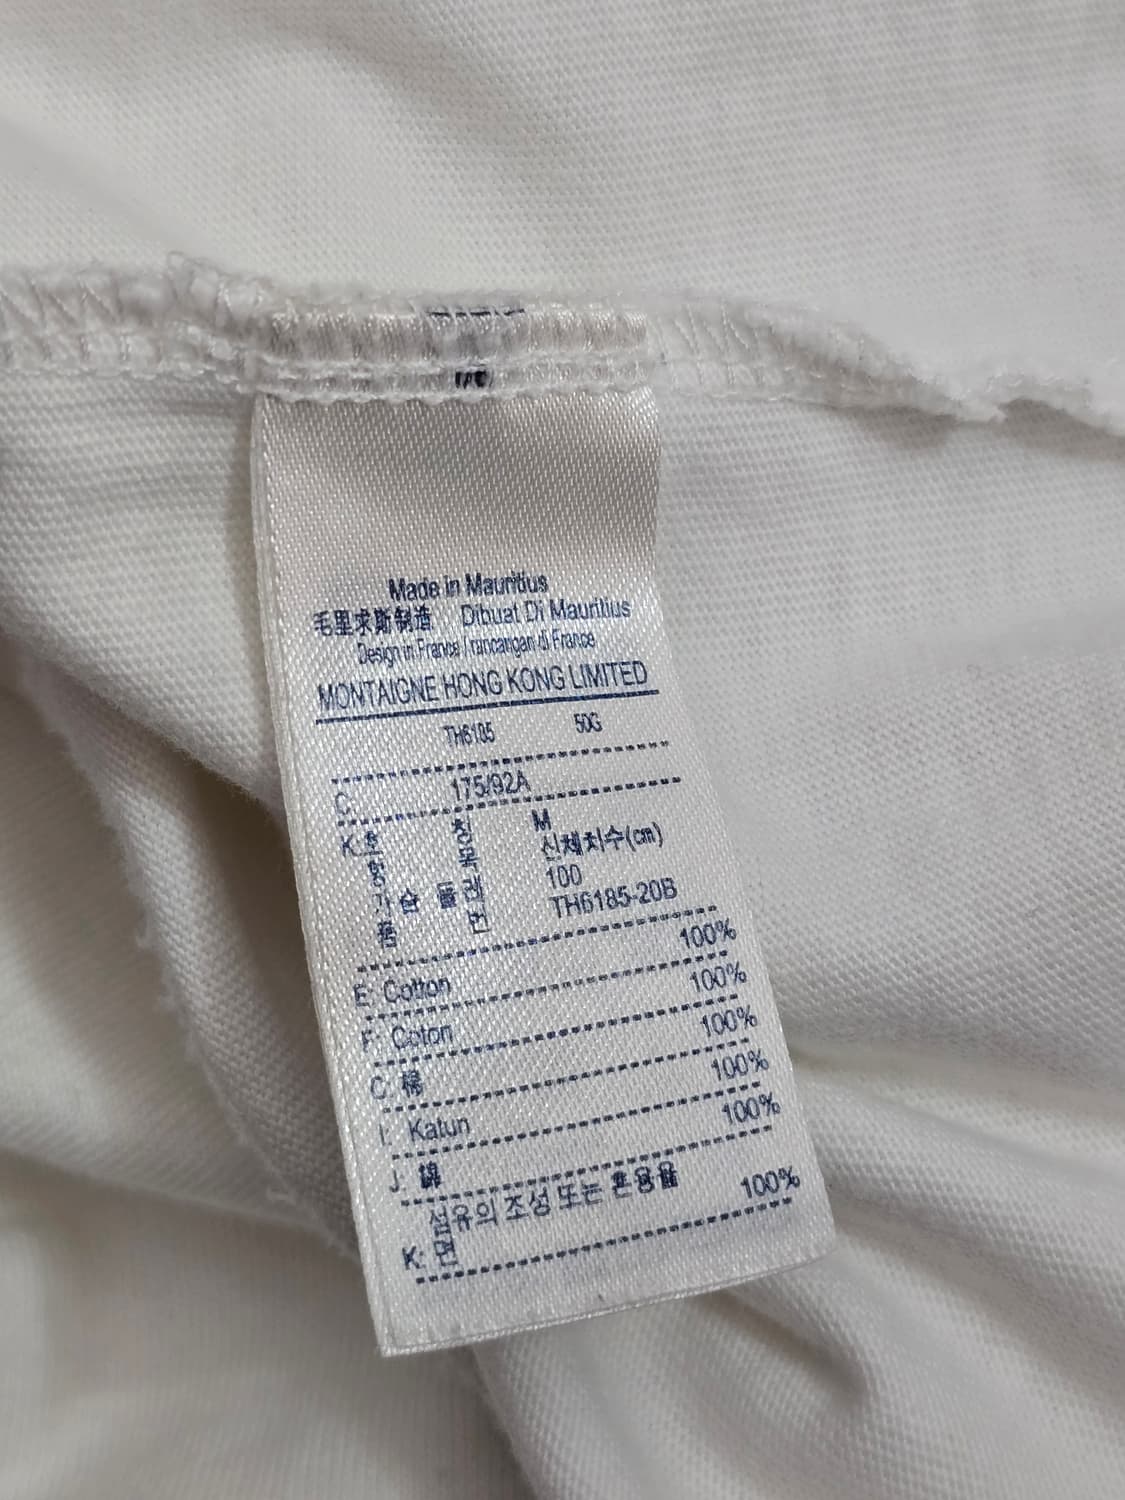 Made in Mauritius
毛里求斯制造 Dibuat Di Mauritius
Design in France / rancangan di France
MONTAIGNE HONG KONG LIMITED
TH6185 50G
C: 175/92A
K: 호칭 M
항목 신체치수(cm)
가슴둘레 100
품번 TH6185-20B
100%
E: Cotton
100%
F: Coton
100%
C: 棉
100%
I: Katun
100%
J: 綿
섬유의 조성 또는 혼용율
K: 면 100%